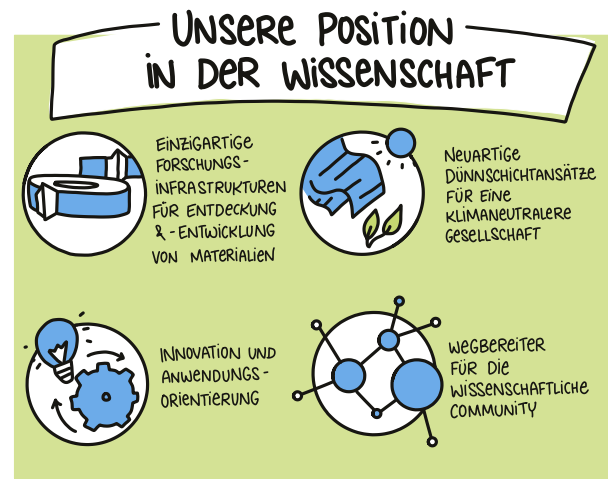 UNSERE POSITION
IN DER WISSENSCHAFT
EINZIGARTIGE
FORSCHUNGS-
INFRASTRUKTUREN
FÜR ENTDECKUNG
& -ENTWICKLUNG
VON MATERIALIEN
NEUARTIGE
DÜNNSCHICHTANSÄTZE
FÜR EINE
KLIMANEUTRALERE
GESELLSCHAFT
INNOVATION UND
ANWENDUNGS-
ORIENTIERUNG
WEGBEREITER
FÜR DIE
WISSENSCHAFTLICHE
COMMUNITY